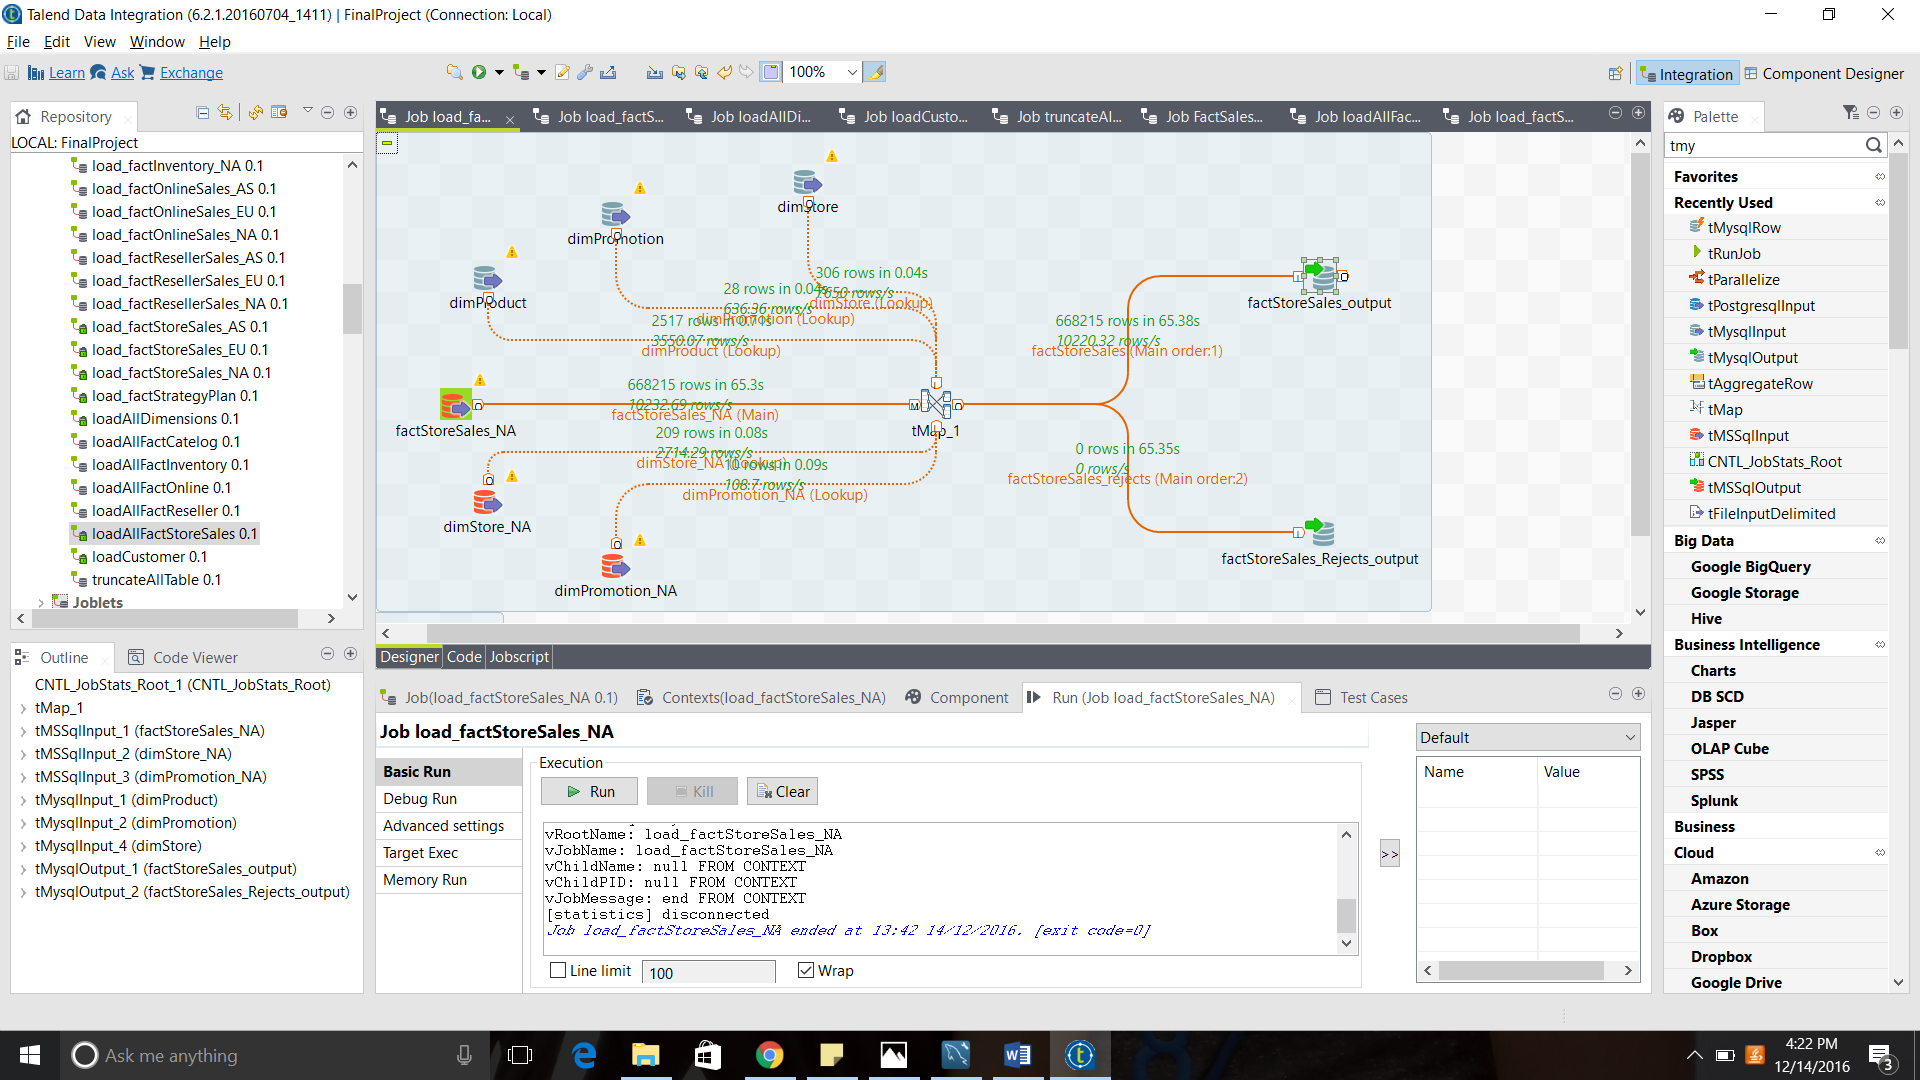 Talend Data Integration (6.2.1.20160704_1411) | FinalProject (Connection: Local)
File Edit View Window Help
Learn Ask Exchange
100%
Integration Component Designer
Repository
LOCAL: FinalProject
load_factInventory_NA 0.1
load_factOnlineSales_AS 0.1
load_factOnlineSales_EU 0.1
load_factOnlineSales_NA 0.1
load_factResellerSales_AS 0.1
load_factResellerSales_EU 0.1
load_factResellerSales_NA 0.1
load_factStoreSales_AS 0.1
load_factStoreSales_EU 0.1
load_factStoreSales_NA 0.1
load_factStrategyPlan 0.1
loadAllDimensions 0.1
loadAllFactCatelog 0.1
loadAllFactInventory 0.1
loadAllFactOnline 0.1
loadAllFactReseller 0.1
loadAllFactStoreSales 0.1
loadCustomer 0.1
truncateAllTable 0.1
Joblets
Outline Code Viewer
CNTL_JobStats_Root_1 (CNTL_JobStats_Root)
tMap_1
tMSSqlInput_1 (factStoreSales_NA)
tMSSqlInput_2 (dimStore_NA)
tMSSqlInput_3 (dimPromotion_NA)
tMysqlInput_1 (dimProduct)
tMysqlInput_2 (dimPromotion)
tMysqlInput_4 (dimStore)
tMysqlOutput_1 (factStoreSales_output)
tMysqlOutput_2 (factStoreSales_Rejects_output)
Job load_fa... Job load_factS... Job loadAllDi... Job loadCusto... Job truncateAl... Job FactSales... Job loadAllFac... Job load_factS...
dimStore
dimPromotion
dimProduct
306 rows in 0.04s
7650 rows/s
dimStore (Lookup)
28 rows in 0.04s
636.36 rows/s
dimPromotion (Lookup)
2517 rows in 0.71s
3550.07 rows/s
dimProduct (Lookup)
668215 rows in 65.3s
10232.69 rows/s
factStoreSales_NA (Main)
factStoreSales_NA
tMap_1
209 rows in 0.08s
2714.29 rows/s
dimStore_NA (Lookup)
10 rows in 0.09s
108.7 rows/s
dimPromotion_NA (Lookup)
dimStore_NA
dimPromotion_NA
668215 rows in 65.38s
10220.32 rows/s
factStoreSales (Main order:1)
factStoreSales_output
0 rows in 65.35s
0 rows/s
factStoreSales_rejects (Main order:2)
factStoreSales_Rejects_output
Designer Code Jobscript
Job(load_factStoreSales_NA 0.1) Contexts(load_factStoreSales_NA) Component Run (Job load_factStoreSales_NA) Test Cases
Job load_factStoreSales_NA
Basic Run
Debug Run
Advanced settings
Target Exec
Memory Run
Execution
Run Kill Clear
vRootName: load_factStoreSales_NA
vJobName: load_factStoreSales_NA
vChildName: null FROM CONTEXT
vChildPID: null FROM CONTEXT
vJobMessage: end FROM CONTEXT
[statistics] disconnected
Job load_factStoreSales_NA ended at 13:42 14/12/2016. [exit code=0]
Line limit 100 Wrap
>>
Default
Name Value
Palette
tmy
Favorites
Recently Used
tMysqlRow
tRunJob
tParallelize
tPostgresqlInput
tMysqlInput
tMysqlOutput
tAggregateRow
tMap
tMSSqlInput
CNTL_JobStats_Root
tMSSqlOutput
tFileInputDelimited
Big Data
Google BigQuery
Google Storage
Hive
Business Intelligence
Charts
DB SCD
Jasper
OLAP Cube
SPSS
Splunk
Business
Cloud
Amazon
Azure Storage
Box
Dropbox
Google Drive
Ask me anything
4:22 PM
12/14/2016
3